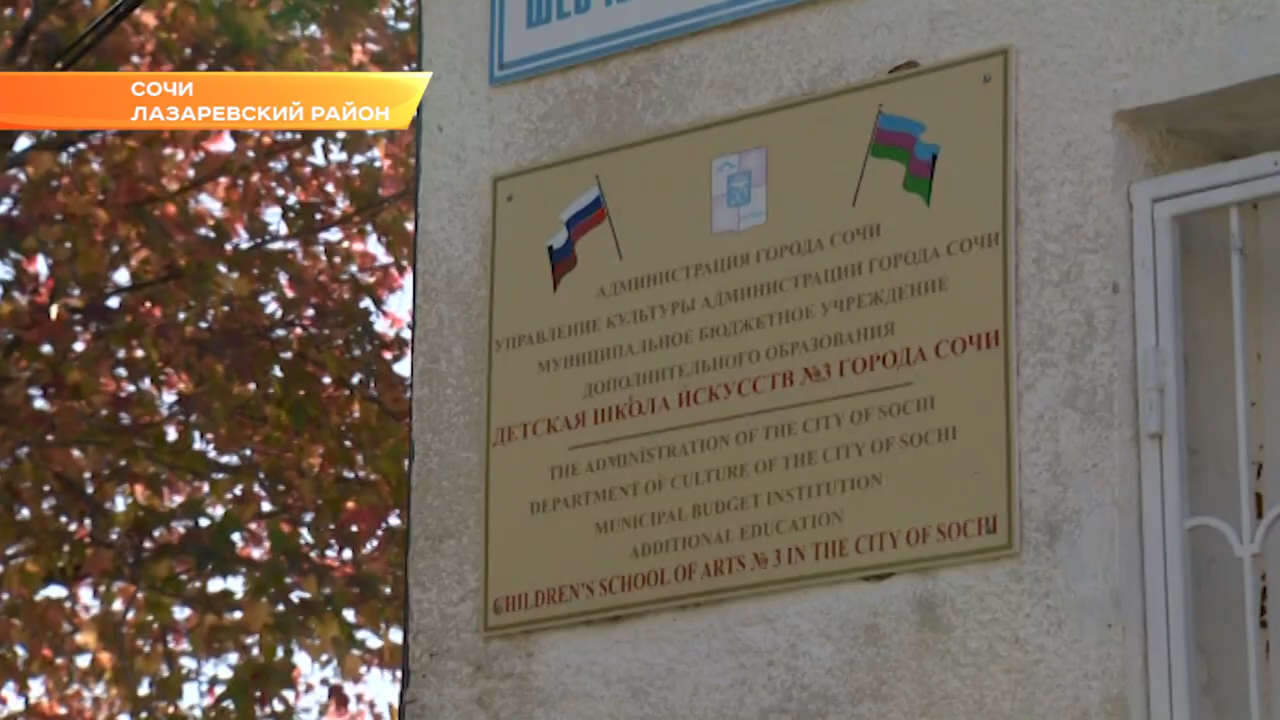 СОЧИ
ЛАЗАРЕВСКИЙ РАЙОН
АДМИНИСТРАЦИЯ ГОРОДА СОЧИ
УПРАВЛЕНИЕ КУЛЬТУРЫ АДМИНИСТРАЦИИ ГОРОДА СОЧИ
МУНИЦИПАЛЬНОЕ БЮДЖЕТНОЕ УЧРЕЖДЕНИЕ
ДОПОЛНИТЕЛЬНОГО ОБРАЗОВАНИЯ
ДЕТСКАЯ ШКОЛА ИСКУССТВ №3 ГОРОДА СОЧИ
THE ADMINISTRATION OF THE CITY OF SOCHI
DEPARTMENT OF CULTURE OF THE CITY OF SOCHI
MUNICIPAL BUDGET INSTITUTION
ADDITIONAL EDUCATION
CHILDREN'S SCHOOL OF ARTS № 3 IN THE CITY OF SOCHI